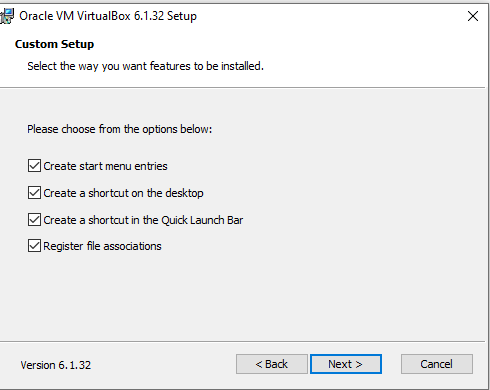 Oracle VM VirtualBox 6.1.32 Setup
Custom Setup
Select the way you want features to be installed.
Please choose from the options below:
Create start menu entries
Create a shortcut on the desktop
Create a shortcut in the Quick Launch Bar
Register file associations
Version 6.1.32
< Back
Next >
Cancel